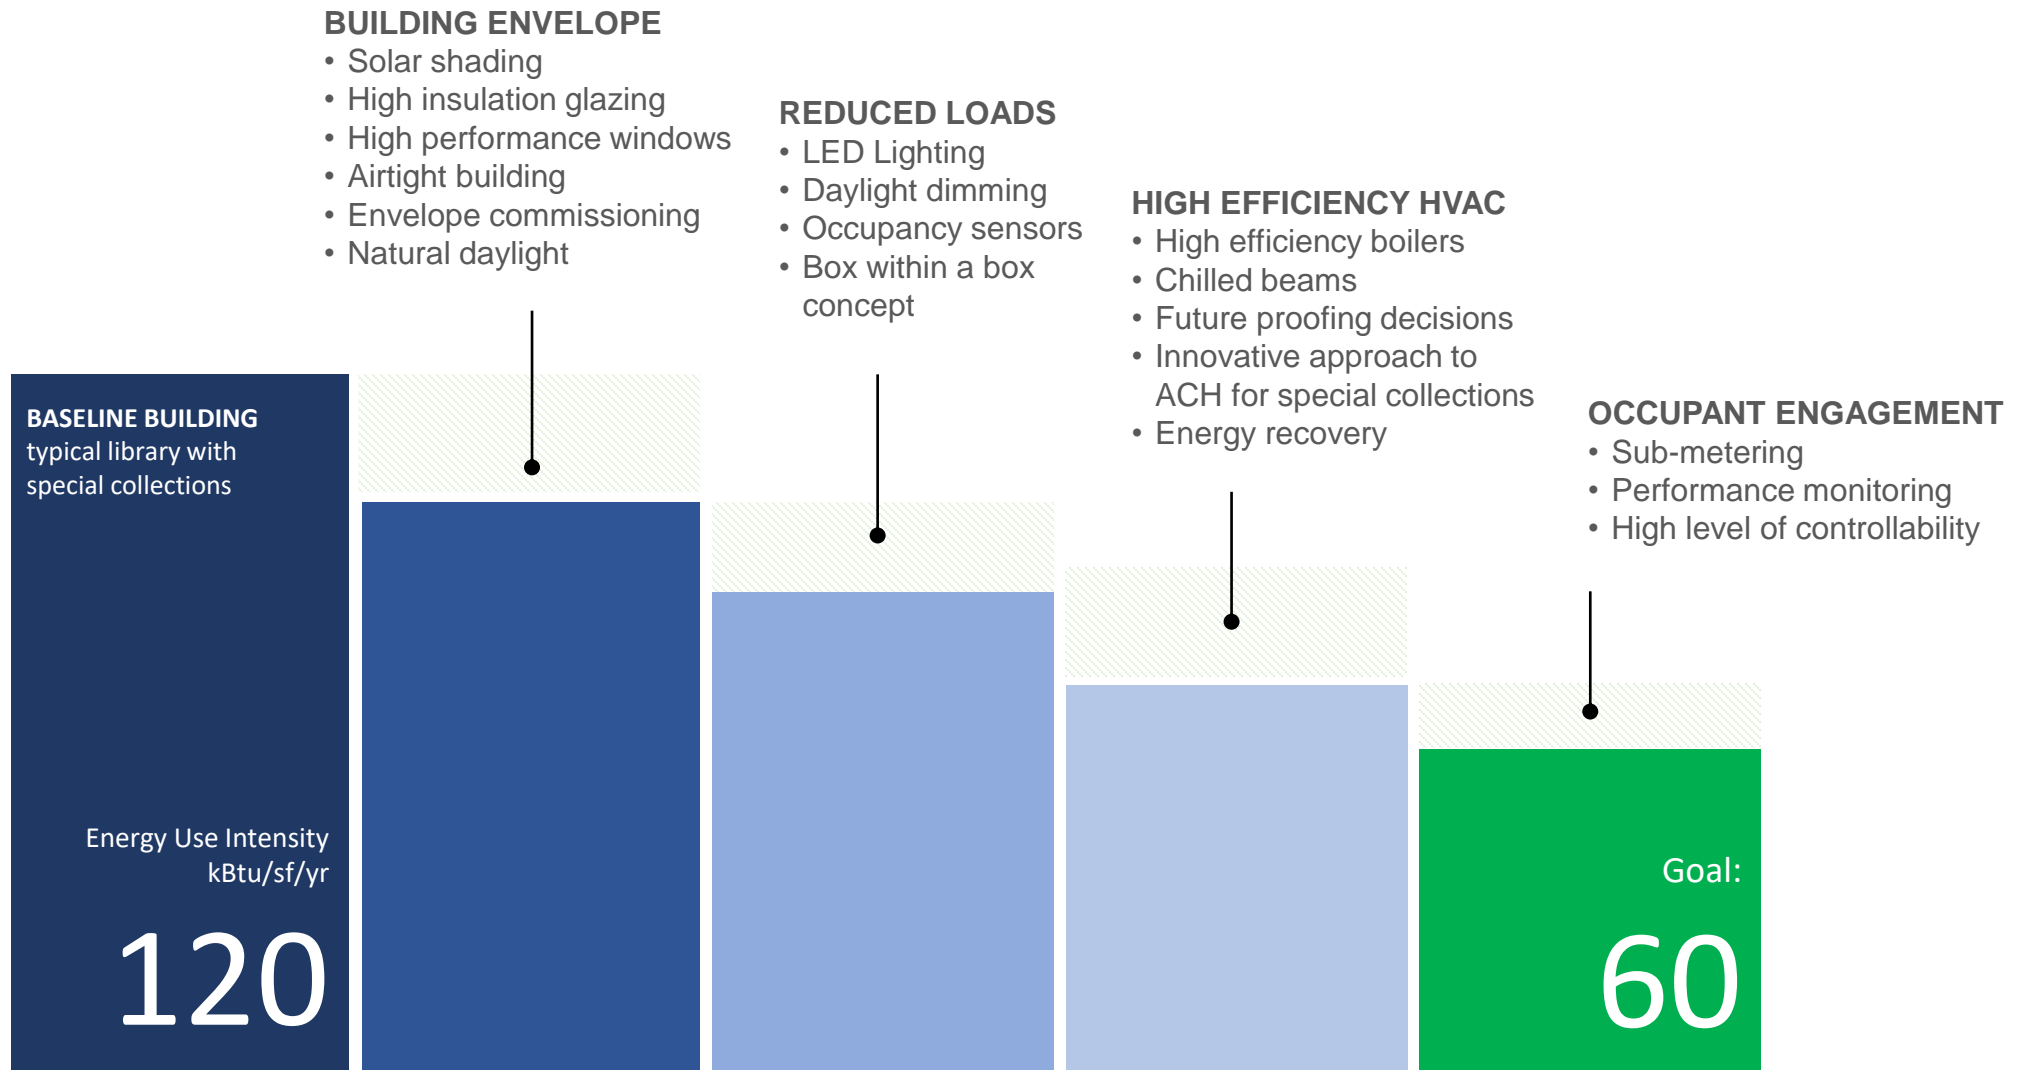 BUILDING ENVELOPE
• Solar shading
• High insulation glazing
• High performance windows
• Airtight building
• Envelope commissioning
• Natural daylight
REDUCED LOADS
• LED Lighting
• Daylight dimming
• Occupancy sensors
• Box within a box
concept
HIGH EFFICIENCY HVAC
• High efficiency boilers
• Chilled beams
• Future proofing decisions
• Innovative approach to
ACH for special collections
• Energy recovery
OCCUPANT ENGAGEMENT
• Sub-metering
• Performance monitoring
• High level of controllability
BASELINE BUILDING
typical library with
special collections
Energy Use Intensity
kBtu/sf/yr
120
Goal:
60